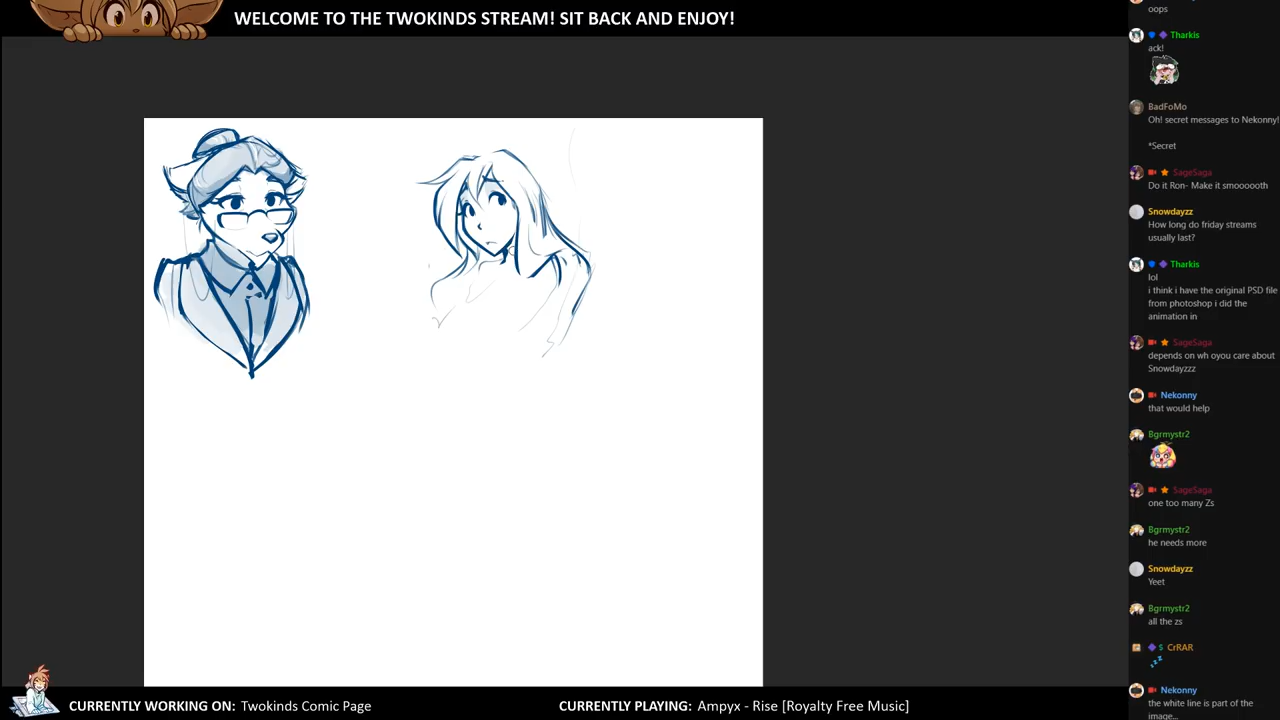 WELCOME TO THE TWOKINDS STREAM! SIT BACK AND ENJOY!
oops
Tharkis
ack!
BadFoMo
Oh! secret messages to Nekonny!
*Secret
SageSaga
Do it Ron- Make it smoooooth
Snowdayzz
How long do friday streams
usually last?
Tharkis
lol
i think i have the original PSD file
from photoshop i did the
animation in
SageSaga
depends on wh oyou care about
Snowdayzzz
Nekonny
that would help
Bgrmystr2
SageSaga
one too many Zs
Bgrmystr2
he needs more
Snowdayzz
Yeet
Bgrmystr2
all the zs
CrRAR
zzz
Nekonny
the white line is part of the
image...
CURRENTLY WORKING ON: Twokinds Comic Page
CURRENTLY PLAYING: Ampyx - Rise [Royalty Free Music]